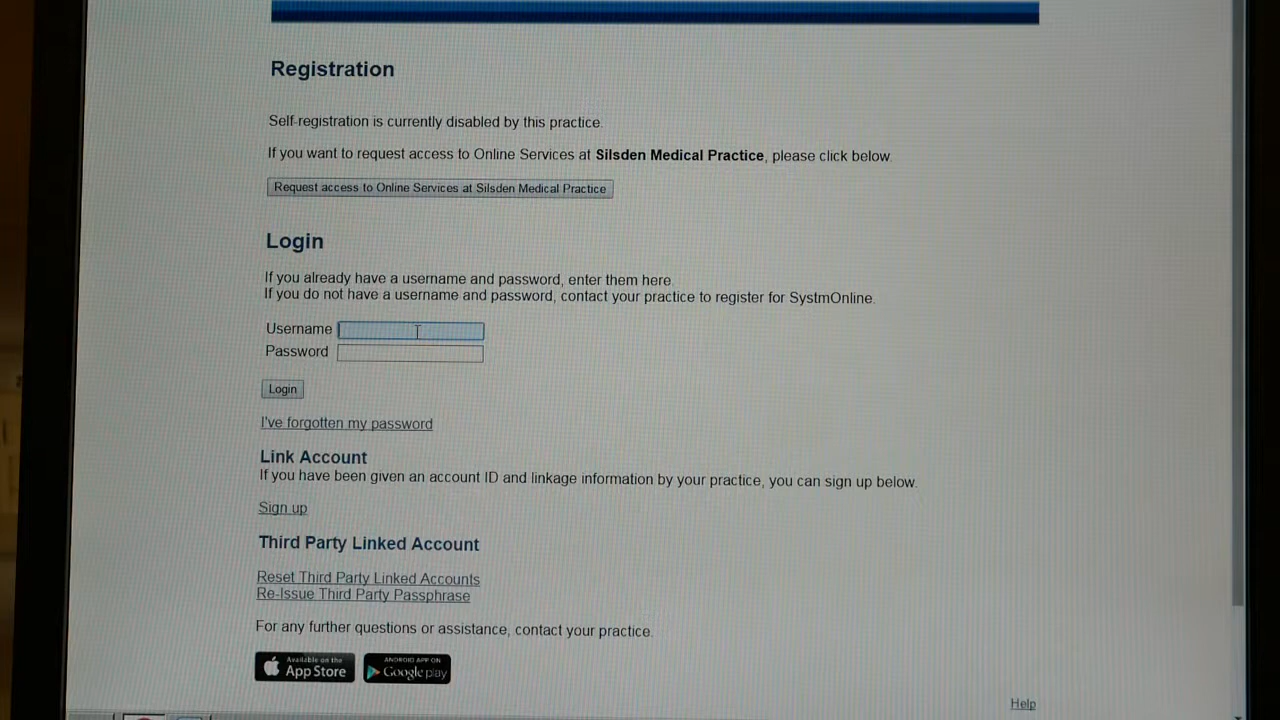 Registration
Self-registration is currently disabled by this practice.
If you want to request access to Online Services at Silsden Medical Practice, please click below.
Request access to Online Services at Silsden Medical Practice
Login
If you already have a username and password, enter them here.
If you do not have a username and password, contact your practice to register for SystmOnline.
Username
Password
Login
I've forgotten my password
Link Account
If you have been given an account ID and linkage information by your practice, you can sign up below.
Sign up
Third Party Linked Account
Reset Third Party Linked Accounts
Re-Issue Third Party Passphrase
For any further questions or assistance, contact your practice.
Available on the
App Store
ANDROID APP ON
Google play
Help